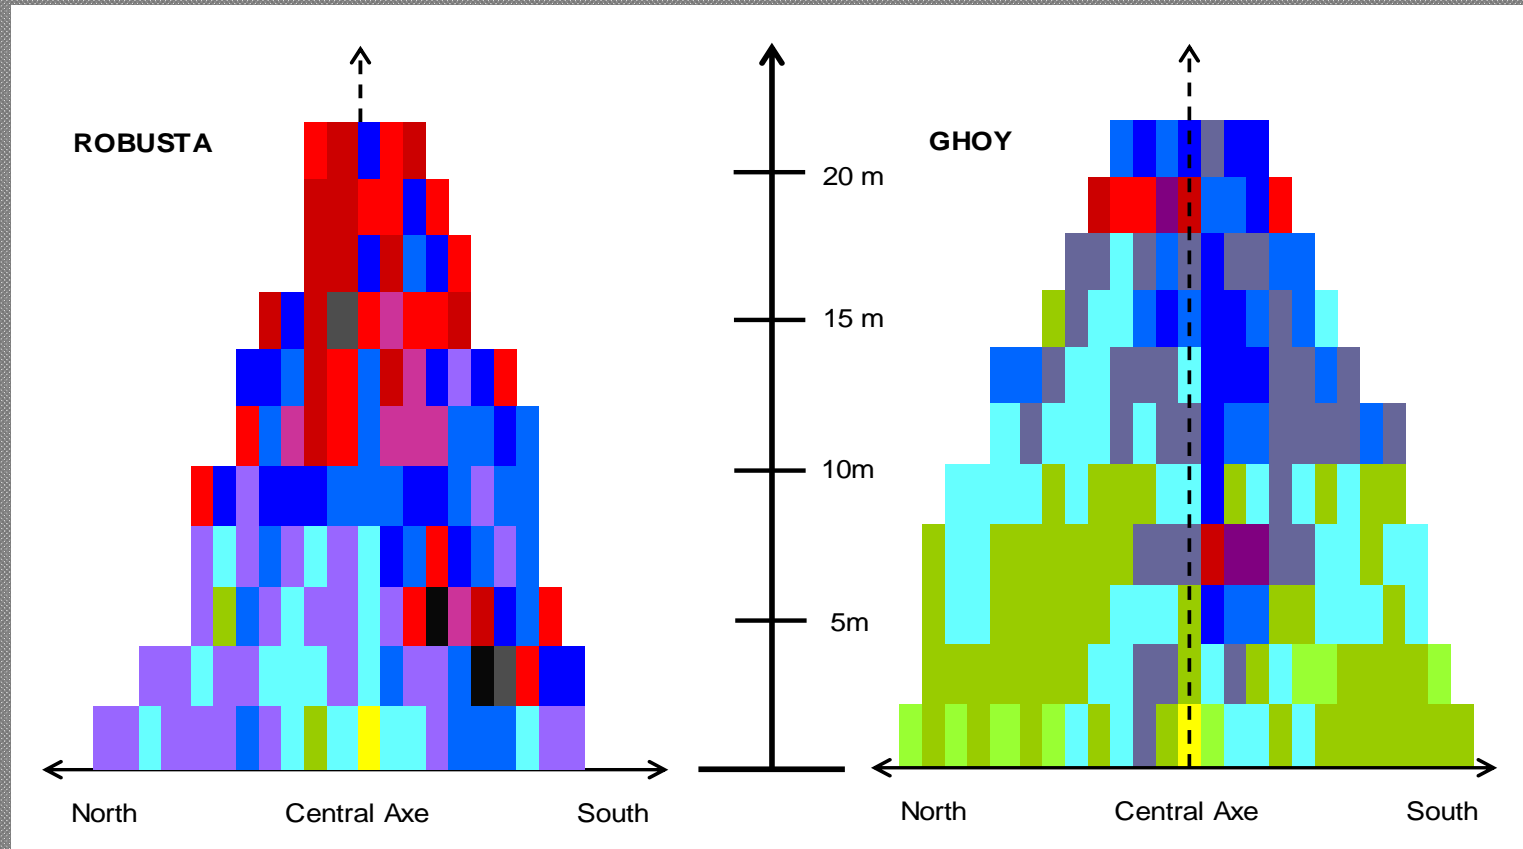 ROBUSTA
GHOY
20 m
15 m
10m
5m
North
Central Axe
South
North
Central Axe
South